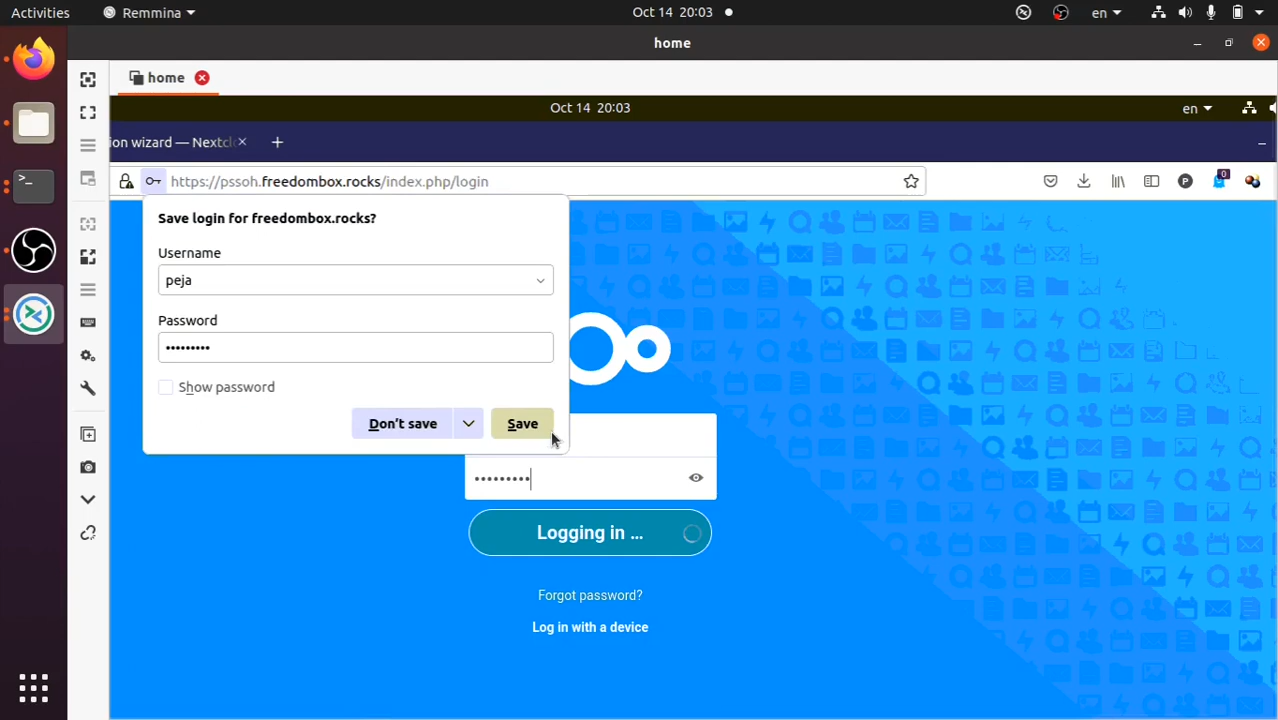 Activities Remmina Oct 14 20:03 en
home
home
Oct 14 20:03 en
ion wizard — Nextcl
https://pssoh.freedombox.rocks/index.php/login
P 0
Save login for freedombox.rocks?
Username
peja
Password
•••••••••
Show password
Don't save Save
•••••••••
Logging in ...
Forgot password?
Log in with a device